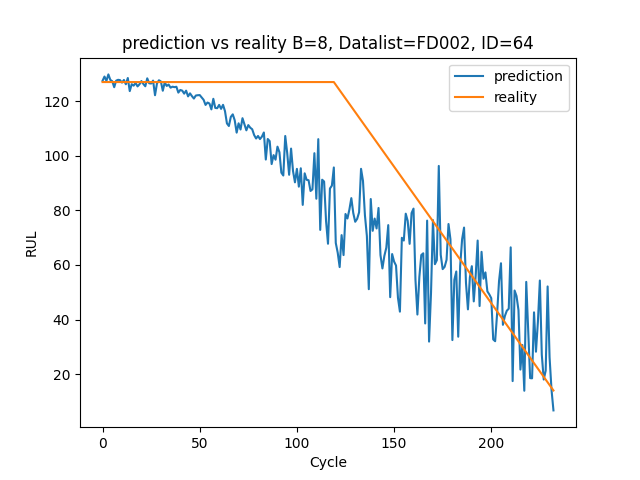 prediction vs reality B=8, Datalist=FD002, ID=64
prediction
reality
RUL
120
100
80
60
40
20
0
50
100
150
200
Cycle